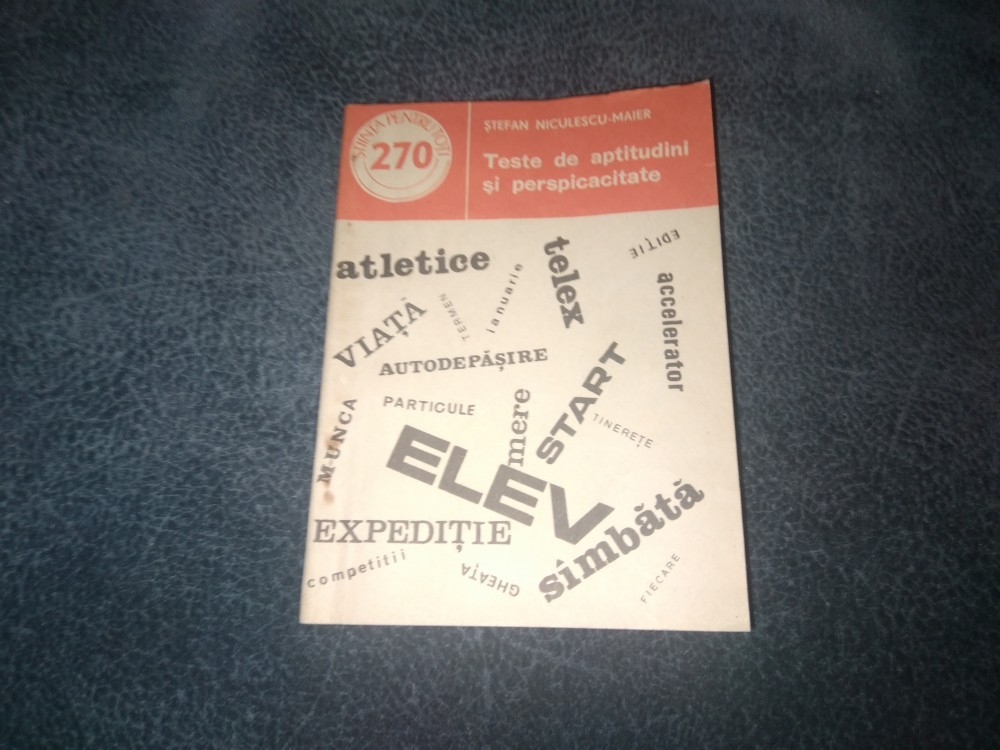 ȘTIINȚA PENTRU TOȚI
270
ȘTEFAN NICULESCU-MAIER
Teste de aptitudini
și perspicacitate
atletice
telex
EDIȚIE
VIAȚĂ
TERMEN
ianuarie
accelerator
AUTODEPĂȘIRE
START
PARTICULE
mere
TINEREȚE
MUNCA
ELEV
EXPEDIȚIE
sîmbătă
competitii
GHEAȚA
FIECARE